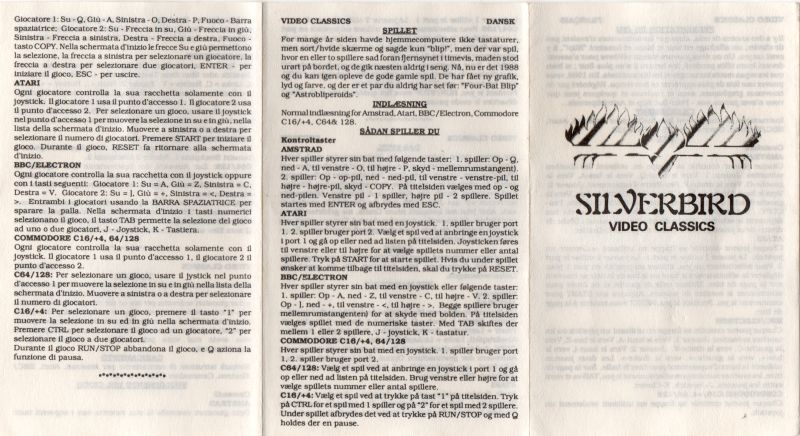 Giocatore 1: Su - Q, Giù - A, Sinistra - O, Destra - P, Fuoco - Barra
spaziatrice; Giocatore 2: Su - Freccia in su, Giù - Freccia in giù,
Sinistra - Freccia a sinistra, Destra - Freccia a destra, Fuoco -
tasto COPY. Nella schermata d'inizio le frecce Su e giù permettono
la selezione, la freccia a sinistra per selezionare un giocatore, la
freccia a destra per selezionare due giocatori, ENTER - per
iniziare il gioco, ESC - per uscire.
ATARI
Ogni giocatore controlla la sua racchetta solamente con il
joystick. Il giocatore 1 usa il punto d'accesso 1. Il giocatore 2 usa
il punto d'accesso 2. Per selezionare un gioco, usare il joystick
nel punto d'accesso 1 per muovere la selezione in su e in giù, nella
lista della schermata d'inizio. Muovere a sinistra o a destra per
selezionare il numero di giocatori. Premere START per iniziare il
gioco. Durante il gioco, RESET fa ritornare alla schermata
d'inizio.
BBC/ELECTRON
Ogni giocatore controlla la sua racchetta con il joystick oppure
con i tasti seguenti: Giocatore 1: Su = A, Giù = Z, Sinistra = C,
Destra = V. Giocatore 2: Su = J, Giù = +, Sinistra = <, Destra =
>. Entrambi i giocatori usando la BARRA SPAZIATRICE per
sparare la palla. Nella schermata d'inizio i tasti numerici
selezionano il gioco, il tasto TAB permette la selezione del gioco
ad uno o due giocatori, J - Joystick, K - Tastiera.
COMMODORE C16/+4, 64/128
Ogni giocatore controlla la sua racchetta solamente con il
joystick. Il giocatore 1 usa il punto d'accesso 1, il giocatore 2 il
punto d'accesso 2.
C64/128: Per selezionare un gioco, usare il jystick nel punto
d'accesso 1 per muovere la selezione in su e in giù nella lista della
schermata d'inizio. Muovere a sinistra o a destra per selezionare
il numero di giocatori.
C16/+4: Per selezionare un gioco, premere il tasto "1" per
muovere la selezione in su ed in giù nella schermata d'inizio.
Premere CTRL per selezionare il gioco ad un giocatore, "2" per
selezionare il gioco a due giocatori.
Durante il gioco RUN/STOP abbandona il gioco, e Q aziona la
funzione di pausa.
VIDEO CLASSICS DANSK
SPILLET
For mange år siden havde hjemmecomputere ikke tastaturer,
men sort/hvide skærme og sagde kun "blip", men der var spil,
hvor en eller to spillere sad foran fjernsynet i timevis, maden stod
urørt på bordet, og de gik næsten aldrig i seng. Nå, nu er det 1988
og du kan igen opleve de gode gamle spil. De har fået ny grafik,
lyd og farve, og der er et par du aldrig har set før: "Four-Bat Blip"
og "Astrobliperoids".
INDLÆSNING
Normal indlæsning for Amstrad, Atari, BBC/Electron, Commodore
C16/+4, C64& 128.
SÅDAN SPILLER DU
Kontroltaster
AMSTRAD
Hver spiller styrer sin bat med følgende taster: 1. spiller: Op - Q,
ned - A, til venstre - O, til højre - P, skyd - mellemrumstangent).
2. spiller: Op - op-pil, ned - ned-pil, til venstre - venstre-pil, til
højre - højre-pil, skyd - COPY. På titelsiden vælges med op - og
ned-pilen. Venstre pil - 1 spiller, højre pil - 2 spillere. Spillet
startes med ENTER og afbrydes med ESC.
ATARI
Hver spiller styrer sin bat med en joystick. 1. spiller bruger port
1, 2. spiller bruger port 2. Vælg et spil ved at anbringe en joystick
i port 1 og gå op eller ned ad listen på titelsiden. Joysticken føres
til venstre eller til højre for at vælge spillets nummer eller antal
spillere. Tryk på START for at starte spillet. Hvis du under spillet
ønsker at komme tilbage til titelsiden, skal du trykke på RESET.
BBC/ELECTRON
Hver spiller styrer sin bat med en joystick eller følgende taster:
1. spiller: Op - A, ned - Z, til venstre - C, til højre - V. 2. spiller:
Op - J, ned - +, til venstre - <, til højre - >. Begge spillere bruger
mellemrumstangenten) for at skyde med bolden. På titelsiden
vælges spillet med de numeriske taster. Med TAB skiftes der
mellem 1 eller 2 spillere, J - joystick, K - tastatur.
COMMODORE C16/+4, 64/128
Hver spiller styrer sin bat med en joystick. 1. spiller bruger port
1, 2. spiller bruger port 2.
C64/128: Vælg et spil ved at anbringe en joystick i port 1 og gå
op eller ned ad listen på titelsiden. Brug venstre eller højre for at
vælge spillets nummer eller antal spillere.
C16/+4: Vælg et spil ved at trykke på tast "1" på titelsiden. Tryk
på CTRL for et spil med 1 spiller og på "2" for et spil med 2 spillere.
Under spillet afbrydes det ved at trykke på RUN/STOP og med Q
holdes der en pause.
SILVERBIRD
VIDEO CLASSICS